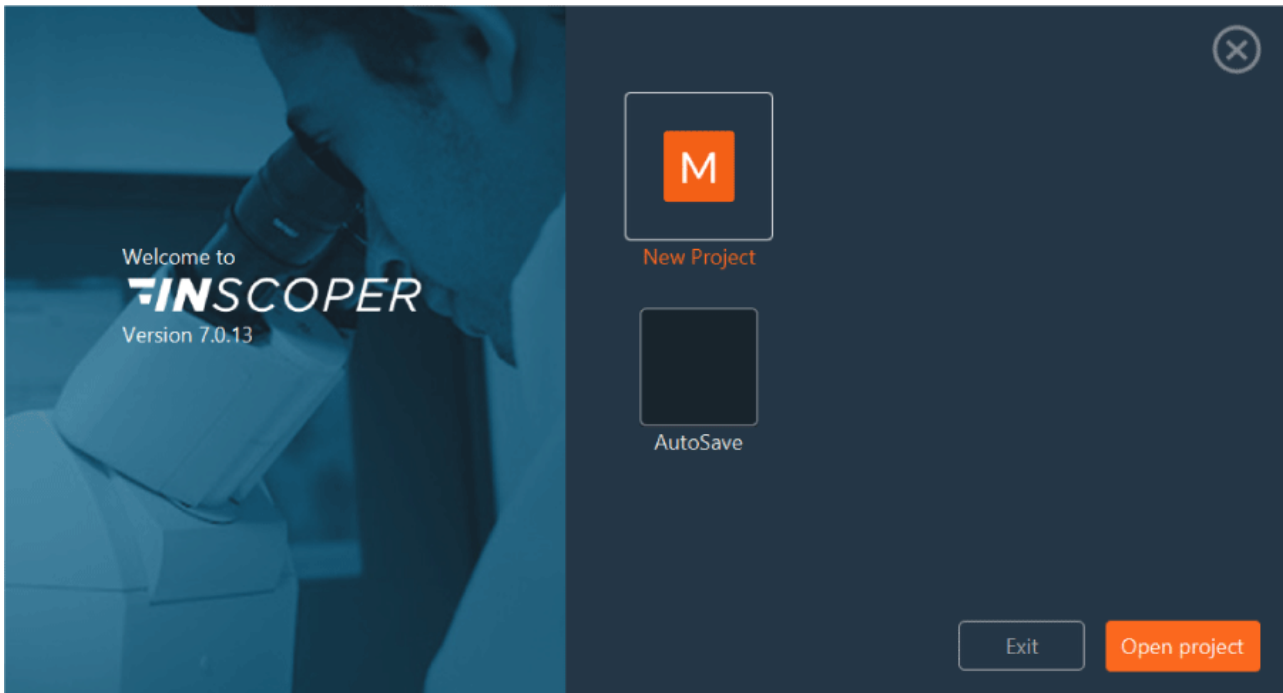 Welcome to
INSCOPER
Version 7.0.13
M
New Project
AutoSave
Exit
Open project